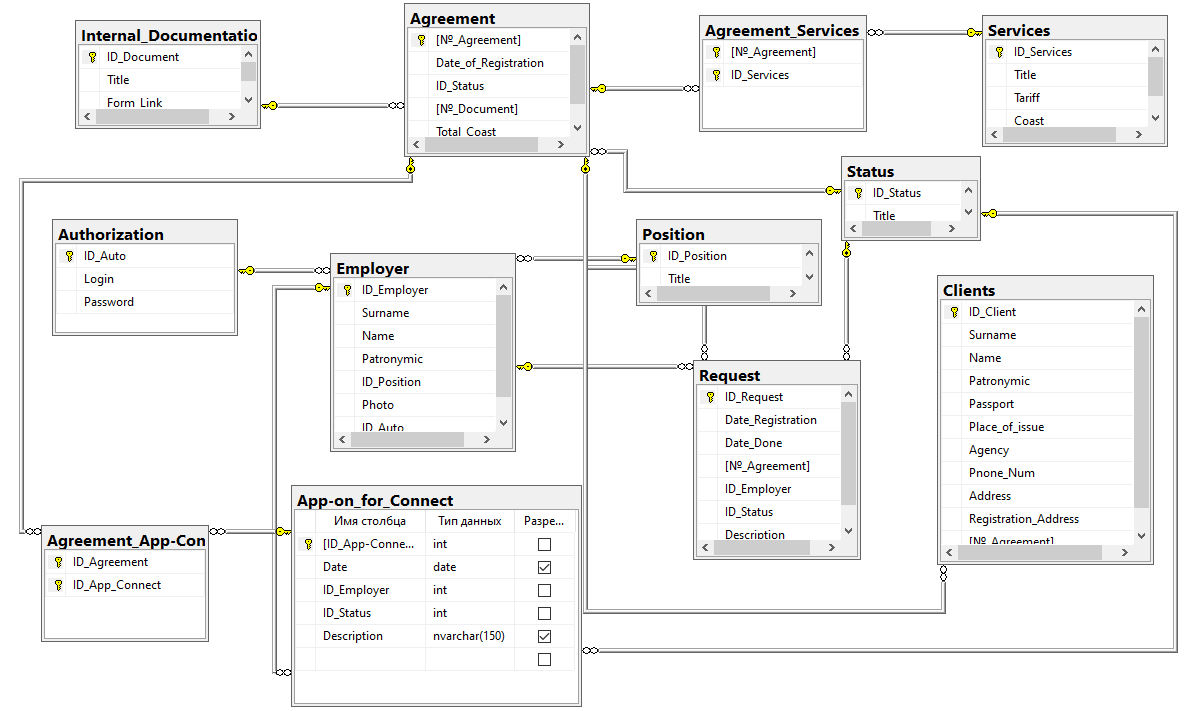 Internal_Documentatio
ID_Document
Title
Form_Link
Agreement
[№_Agreement]
Date_of_Registration
ID_Status
[№_Document]
Total_Coast
Agreement_Services
[№_Agreement]
ID_Services
Services
ID_Services
Title
Tariff
Coast
Status
ID_Status
Title
Authorization
ID_Auto
Login
Password
Employer
ID_Employer
Surname
Name
Patronymic
ID_Position
Photo
ID_Auto
Position
ID_Position
Title
Clients
ID_Client
Surname
Name
Patronymic
Passport
Place_of_issue
Agency
Pnone_Num
Address
Registration_Address
[№_Agreement]
Request
ID_Request
Date_Registration
Date_Done
[№_Agreement]
ID_Employer
ID_Status
Description
App-on_for_Connect
Имя столбца Тип данных Разре...
[ID_App-Conne... int
Date date
ID_Employer int
ID_Status int
Description nvarchar(150)
Agreement_App-Con
ID_Agreement
ID_App_Connect